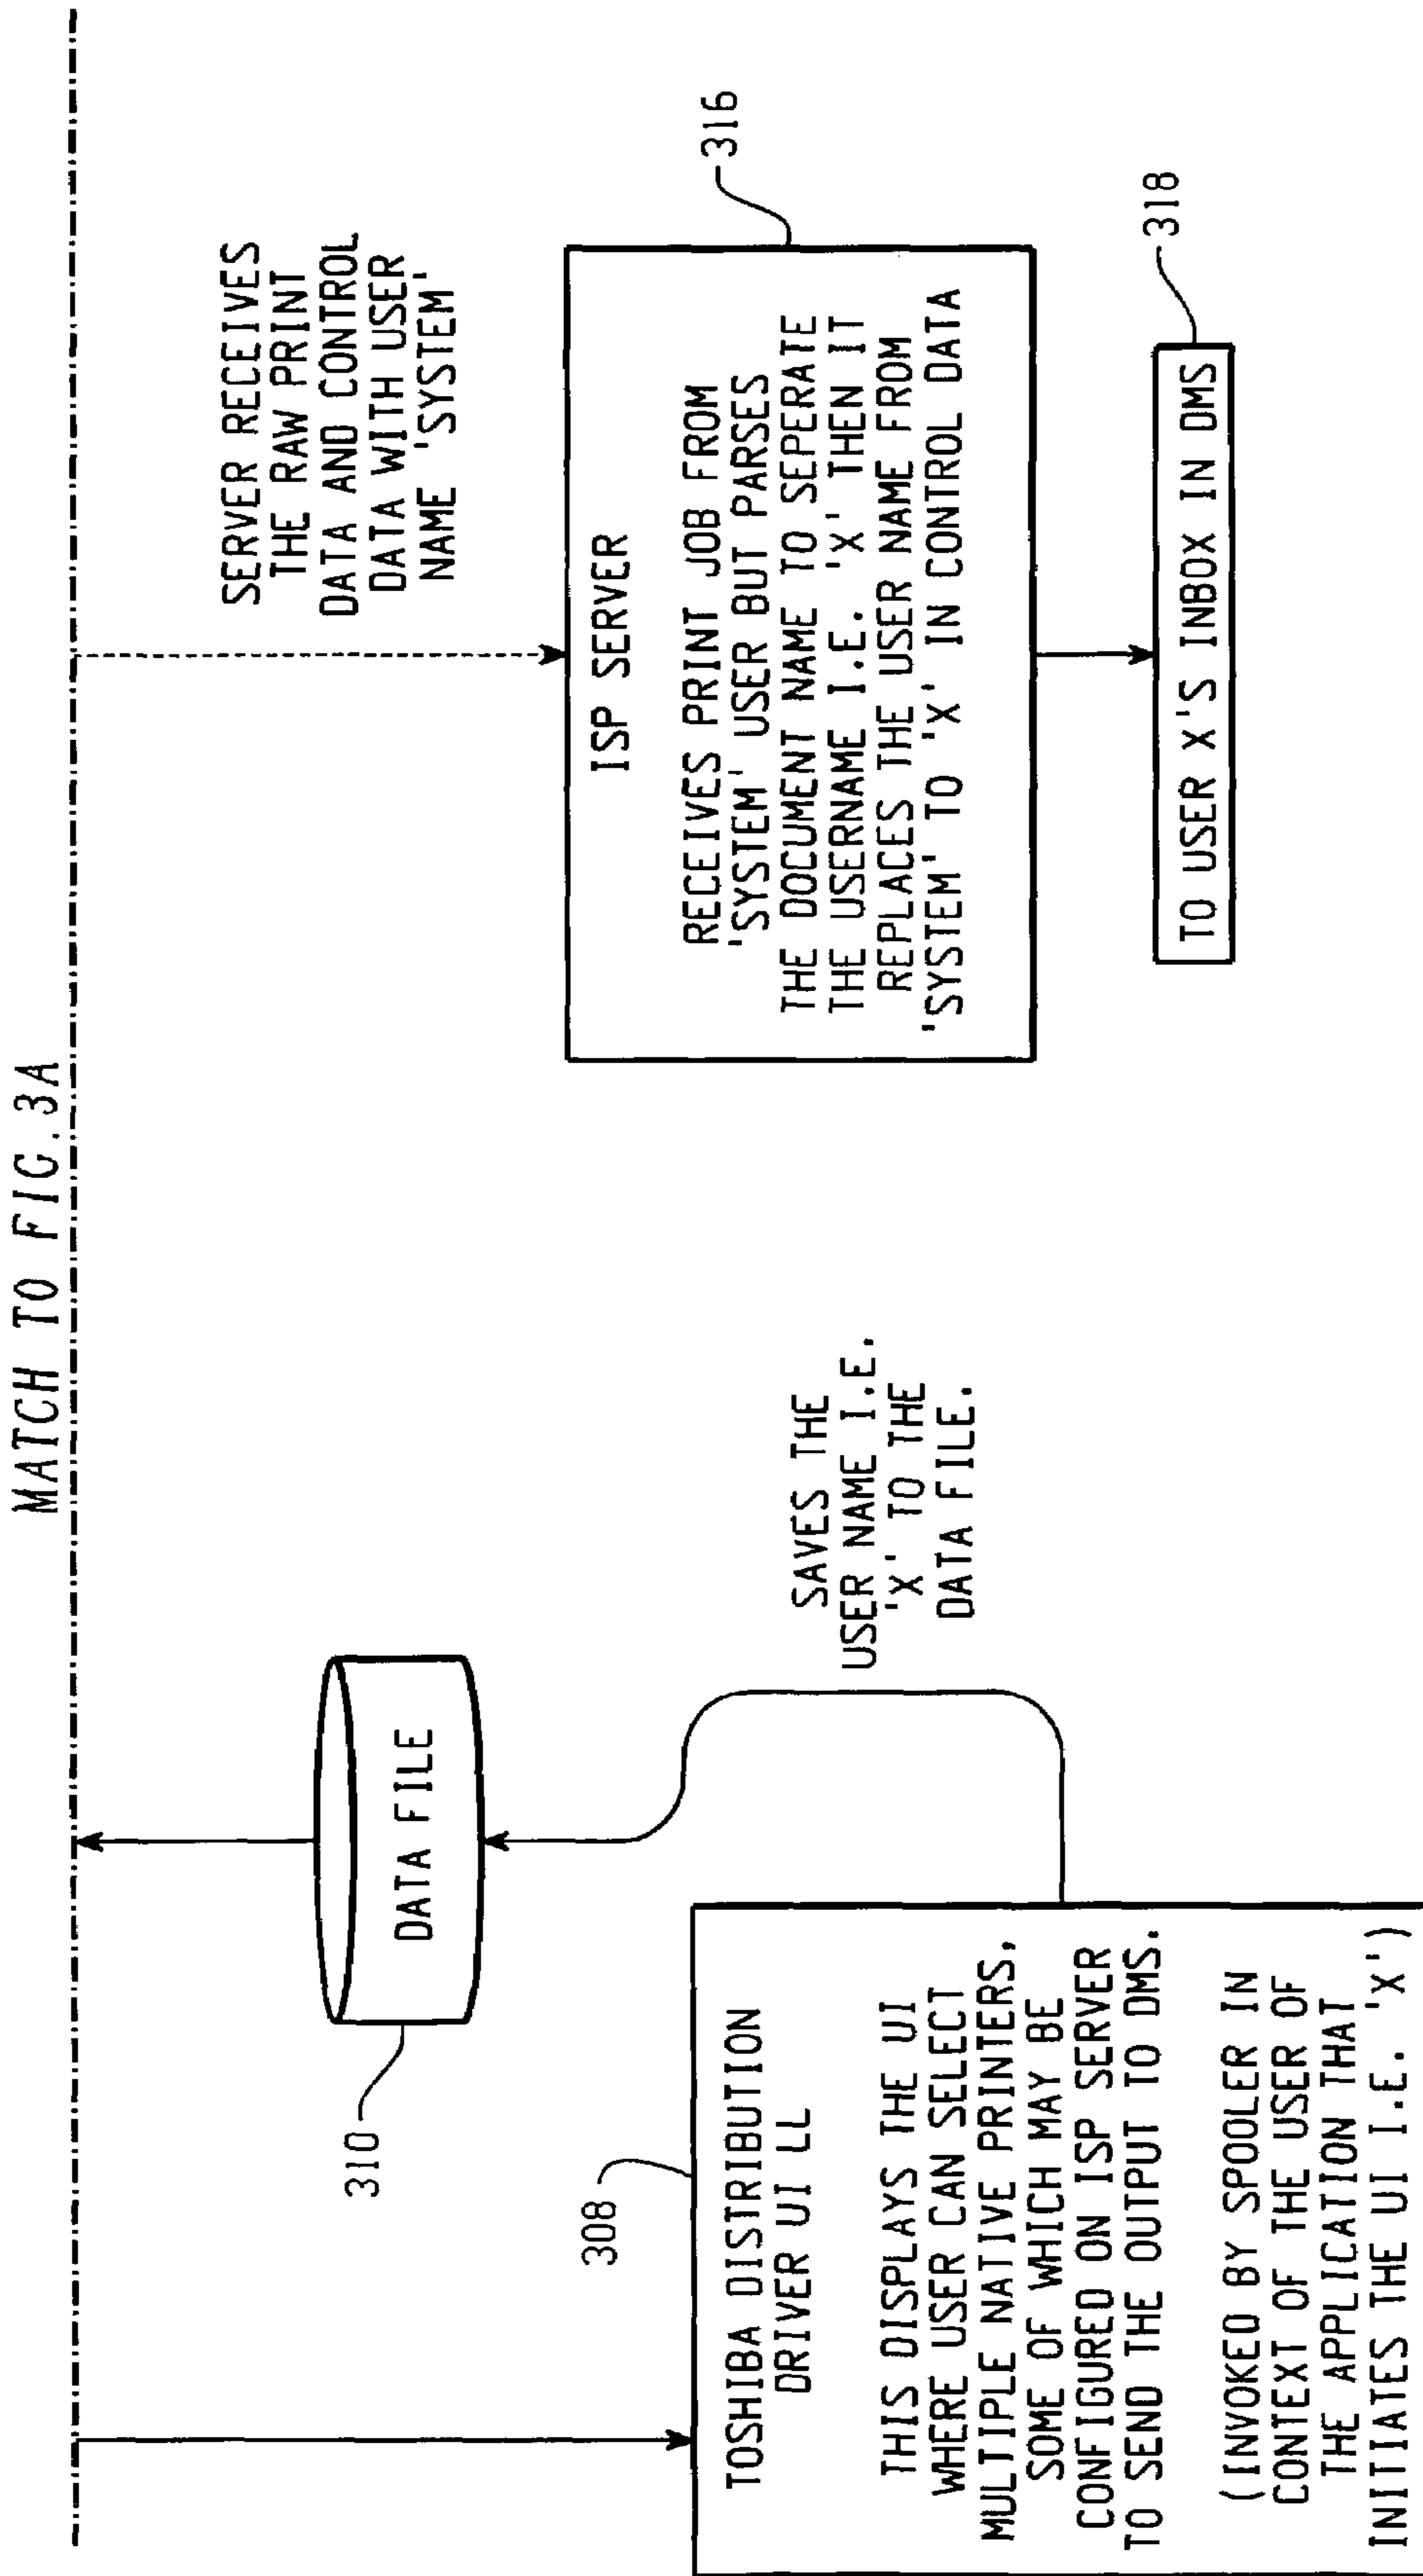 MATCH TO FIG.3A
310
DATA FILE
308
TOSHIBA DISTRIBUTION
DRIVER UI LL
THIS DISPLAYS THE UI
WHERE USER CAN SELECT
MULTIPLE NATIVE PRINTERS,
SOME OF WHICH MAY BE
CONFIGURED ON ISP SERVER
TO SEND THE OUTPUT TO DMS.
(INVOKED BY SPOOLER IN
CONTEXT OF THE USER OF
THE APPLICATION THAT
INITIATES THE UI I.E. 'X')
SAVES THE
USER NAME I.E.
'X' TO THE
DATA FILE.
SERVER RECEIVES
THE RAW PRINT
DATA AND CONTROL
DATA WITH USER
NAME 'SYSTEM'
316
ISP SERVER
RECEIVES PRINT JOB FROM
'SYSTEM' USER BUT PARSES
THE DOCUMENT NAME TO SEPERATE
THE USERNAME I.E. 'X' THEN IT
REPLACES THE USER NAME FROM
'SYSTEM' TO 'X' IN CONTROL DATA
318
TO USER X'S INBOX IN DMS